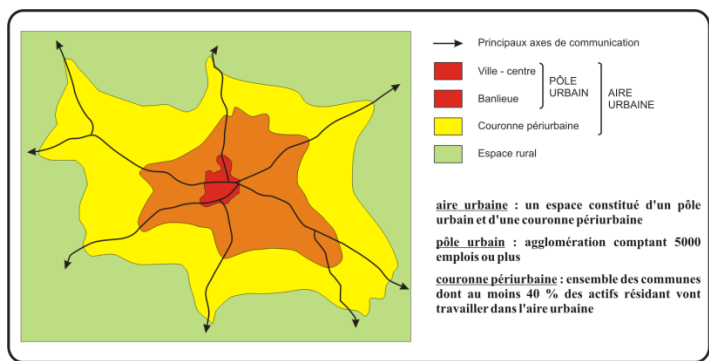 Principaux axes de communication
Ville - centre
Banlieue
PÔLE
URBAIN
AIRE
URBAINE
Couronne périurbaine
Espace rural
aire urbaine : un espace constitué d'un pôle
urbain et d'une couronne périurbaine
pôle urbain : agglomération comptant 5000
emplois ou plus
couronne périurbaine : ensemble des communes
dont au moins 40 % des actifs résidant vont
travailler dans l'aire urbaine